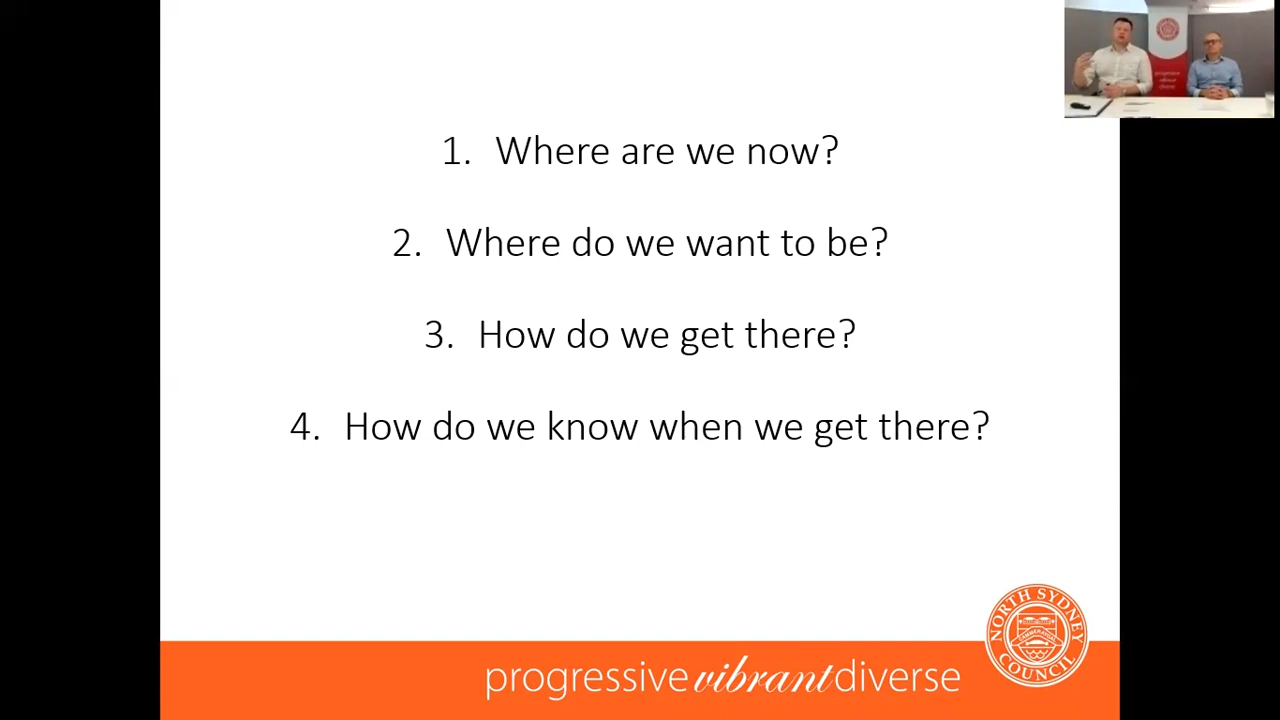 1. Where are we now?
2. Where do we want to be?
3. How do we get there?
4. How do we know when we get there?
NORTH SYDNEY
COUNCIL
progressivevibrantdiverse
progressive
vibrant
diverse